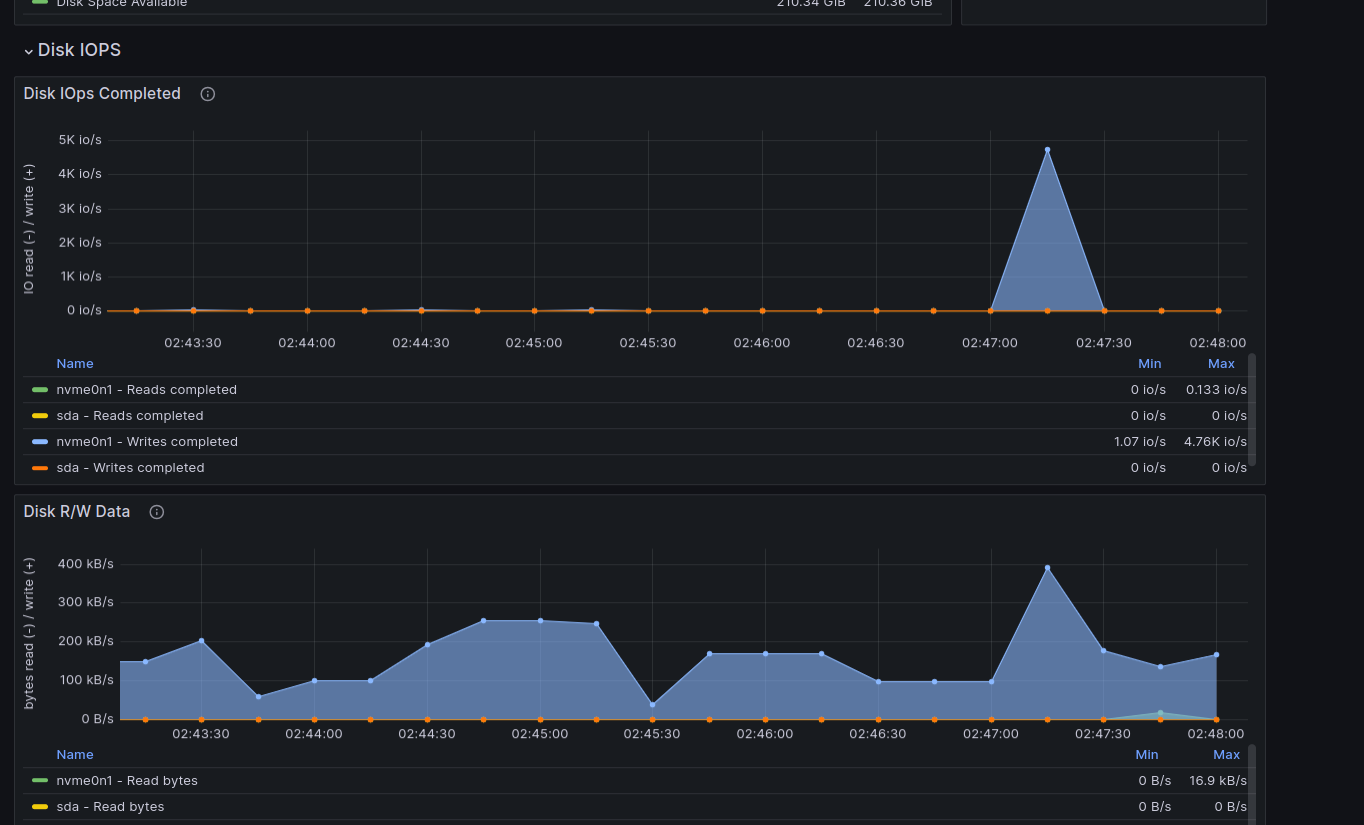 Disk Space Available 210.34 GiB 210.36 GiB
Disk IOPS
Disk IOps Completed
IO read (-) / write (+)
5K io/s
4K io/s
3K io/s
2K io/s
1K io/s
0 io/s
02:43:30 02:44:00 02:44:30 02:45:00 02:45:30 02:46:00 02:46:30 02:47:00 02:47:30 02:48:00
Name Min Max
nvme0n1 - Reads completed 0 io/s 0.133 io/s
sda - Reads completed 0 io/s 0 io/s
nvme0n1 - Writes completed 1.07 io/s 4.76K io/s
sda - Writes completed 0 io/s 0 io/s
Disk R/W Data
bytes read (-) / write (+)
400 kB/s
300 kB/s
200 kB/s
100 kB/s
0 B/s
02:43:30 02:44:00 02:44:30 02:45:00 02:45:30 02:46:00 02:46:30 02:47:00 02:47:30 02:48:00
Name Min Max
nvme0n1 - Read bytes 0 B/s 16.9 kB/s
sda - Read bytes 0 B/s 0 B/s